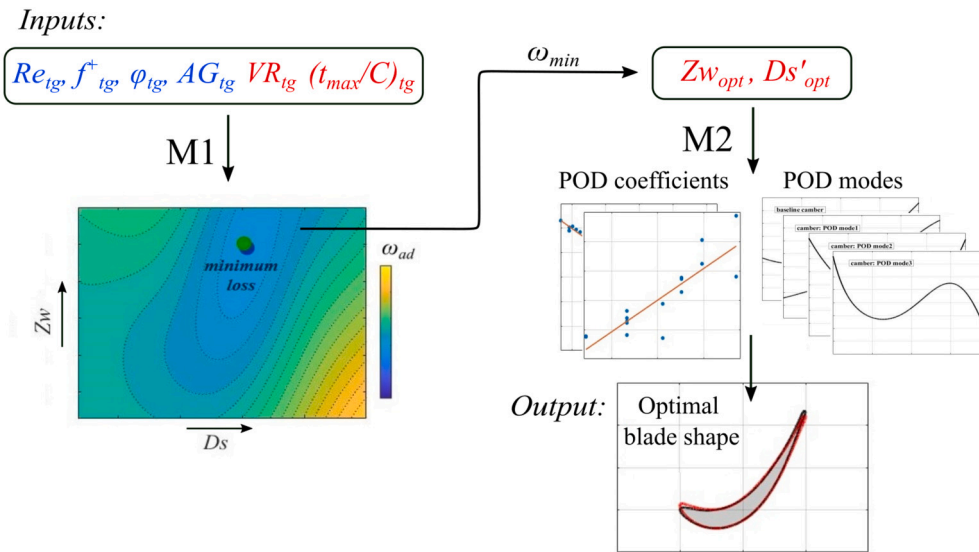 Inputs:
Re_tg, f^+_tg, φ_tg, AG_tg VR_tg (t_max/C)_tg
ω_min
Zw_opt, Ds'_opt
M1
M2
POD coefficients
POD modes
baseline camber
camber: POD mode1
camber: POD mode2
camber: POD mode3
ω_ad
minimum
loss
Zw
Ds
Output:
Optimal
blade shape